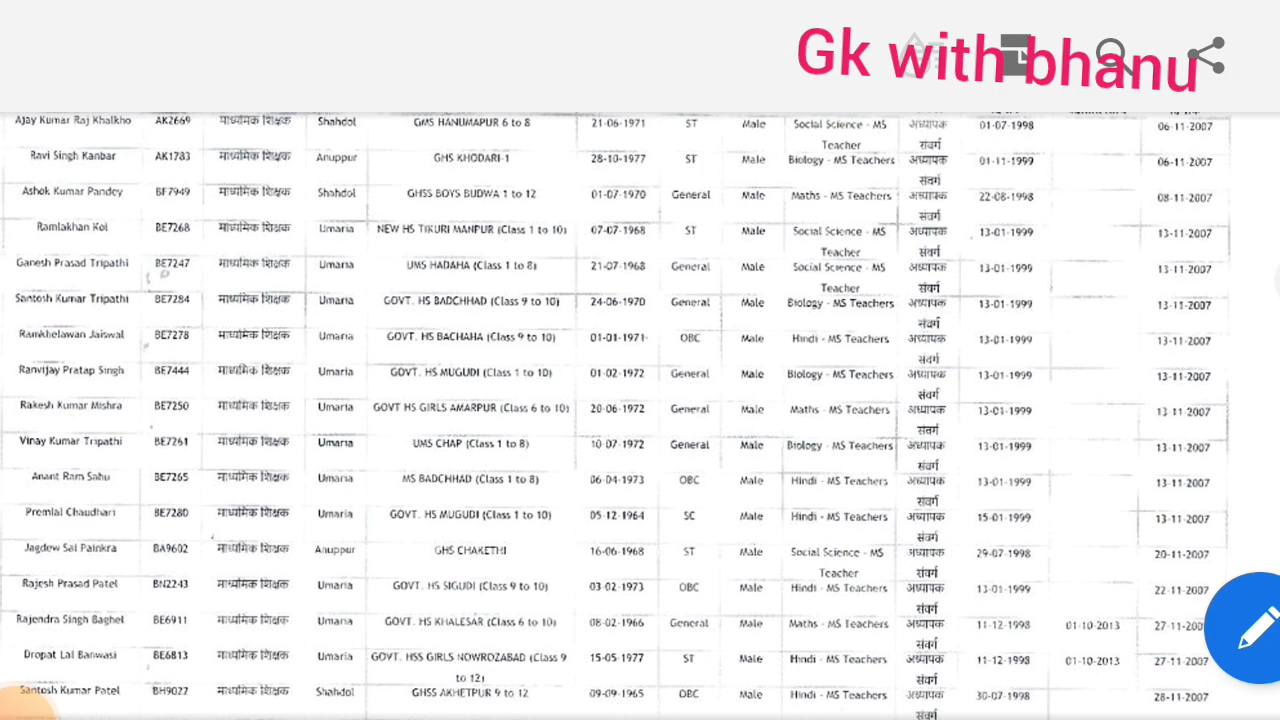 Gk with bhanu
Ajay Kumar Raj Khalkho AK2669 माध्यमिक शिक्षक Shahdol GMS HANUMAPUR 6 to 8 21-06-1971 ST Male Social Science - MS Teacher अध्यापक संवर्ग 01-07-1998 06-11-2007
Ravi Singh Kanbar AK1783 माध्यमिक शिक्षक Anuppur GHS KHODARI-1 28-10-1977 ST Male Biology - MS Teachers अध्यापक संवर्ग 01-11-1999 06-11-2007
Ashok Kumar Pandey BF7949 माध्यमिक शिक्षक Shahdol GHSS BOYS BUDWA 1 to 12 01-07-1970 General Male Maths - MS Teachers अध्यापक संवर्ग 22-08-1998 08-11-2007
Ramlakhan Kol BE7268 माध्यमिक शिक्षक Umaria NEW HS TIKURI MANPUR (Class 1 to 10) 07-07-1968 ST Male Social Science - MS Teacher अध्यापक संवर्ग 13-01-1999 13-11-2007
Ganesh Prasad Tripathi BE7247 माध्यमिक शिक्षक Umaria UMS HADAHA (Class 1 to 8) 21-07-1968 General Male Social Science - MS Teacher अध्यापक संवर्ग 13-01-1999 13-11-2007
Santosh Kumar Tripathi BE7284 माध्यमिक शिक्षक Umaria GOVT. HS BADCHHAD (Class 9 to 10) 24-06-1970 General Male Biology - MS Teachers अध्यापक संवर्ग 13-01-1999 13-11-2007
Ramkhelawan Jaiswal BE7278 माध्यमिक शिक्षक Umaria GOVT. HS BACHAHA (Class 9 to 10) 01-01-1971 OBC Male Hindi - MS Teachers अध्यापक संवर्ग 13-01-1999 13-11-2007
Ranvijay Pratap Singh BE7444 माध्यमिक शिक्षक Umaria GOVT. HS MUGUDI (Class 1 to 10) 01-02-1972 General Male Biology - MS Teachers अध्यापक संवर्ग 13-01-1999 13-11-2007
Rakesh Kumar Mishra BE7250 माध्यमिक शिक्षक Umaria GOVT HS GIRLS AMARPUR (Class 6 to 10) 20-06-1972 General Male Maths - MS Teachers अध्यापक संवर्ग 13-01-1999 13-11-2007
Vinay Kumar Tripathi BE7261 माध्यमिक शिक्षक Umaria UMS CHAP (Class 1 to 8) 10-07-1972 General Male Biology - MS Teachers अध्यापक संवर्ग 13-01-1999 13-11-2007
Anant Ram Sahu BE7265 माध्यमिक शिक्षक Umaria MS BADCHHAD (Class 1 to 8) 06-04-1973 OBC Male Hindi - MS Teachers अध्यापक संवर्ग 13-01-1999 13-11-2007
Premlal Chaudhari BE7280 माध्यमिक शिक्षक Umaria GOVT. HS MUGUDI (Class 1 to 10) 05-12-1964 SC Male Hindi - MS Teachers अध्यापक संवर्ग 15-01-1999 13-11-2007
Jagdew Sai Painkra BA9602 माध्यमिक शिक्षक Anuppur GHS CHAKETHI 16-06-1968 ST Male Social Science - MS Teacher अध्यापक संवर्ग 29-07-1998 20-11-2007
Rajesh Prasad Patel BN2243 माध्यमिक शिक्षक Umaria GOVT. HS SIGUDI (Class 9 to 10) 03-02-1973 OBC Male Hindi - MS Teachers अध्यापक संवर्ग 13-01-1999 22-11-2007
Rajendra Singh Baghel BE6911 माध्यमिक शिक्षक Umaria GOVT. HS KHALESAR (Class 6 to 10) 08-02-1966 General Male Maths - MS Teachers अध्यापक संवर्ग 11-12-1998 01-10-2013 27-11-200
Dropat Lal Banwasi BE6813 माध्यमिक शिक्षक Umaria GOVT. HSS GIRLS NOWROZABAD (Class 9 to 12) 15-05-1977 ST Male Hindi - MS Teachers अध्यापक संवर्ग 11-12-1998 01-10-2013 27-11-2007
Santosh Kumar Patel BH9022 माध्यमिक शिक्षक Shahdol GHSS AKHETPUR 9 to 12 09-09-1965 OBC Male Hindi - MS Teachers अध्यापक संवर्ग 30-07-1998 28-11-2007